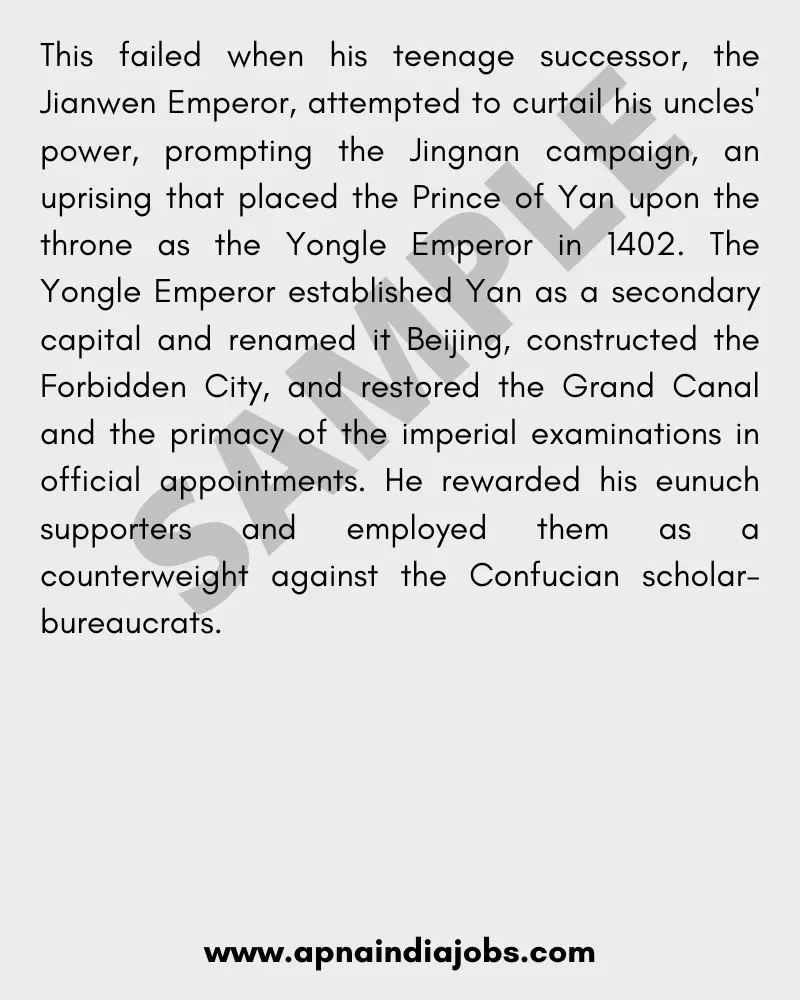 This failed when his teenage successor, the
Jianwen Emperor, attempted to curtail his uncles'
power, prompting the Jingnan campaign, an
uprising that placed the Prince of Yan upon the
throne as the Yongle Emperor in 1402. The
Yongle Emperor established Yan as a secondary
capital and renamed it Beijing, constructed the
Forbidden City, and restored the Grand Canal
and the primacy of the imperial examinations in
official appointments. He rewarded his eunuch
supporters and employed them as a
counterweight against the Confucian scholar-
bureaucrats.
SAMPLE
www.apnaindiajobs.com